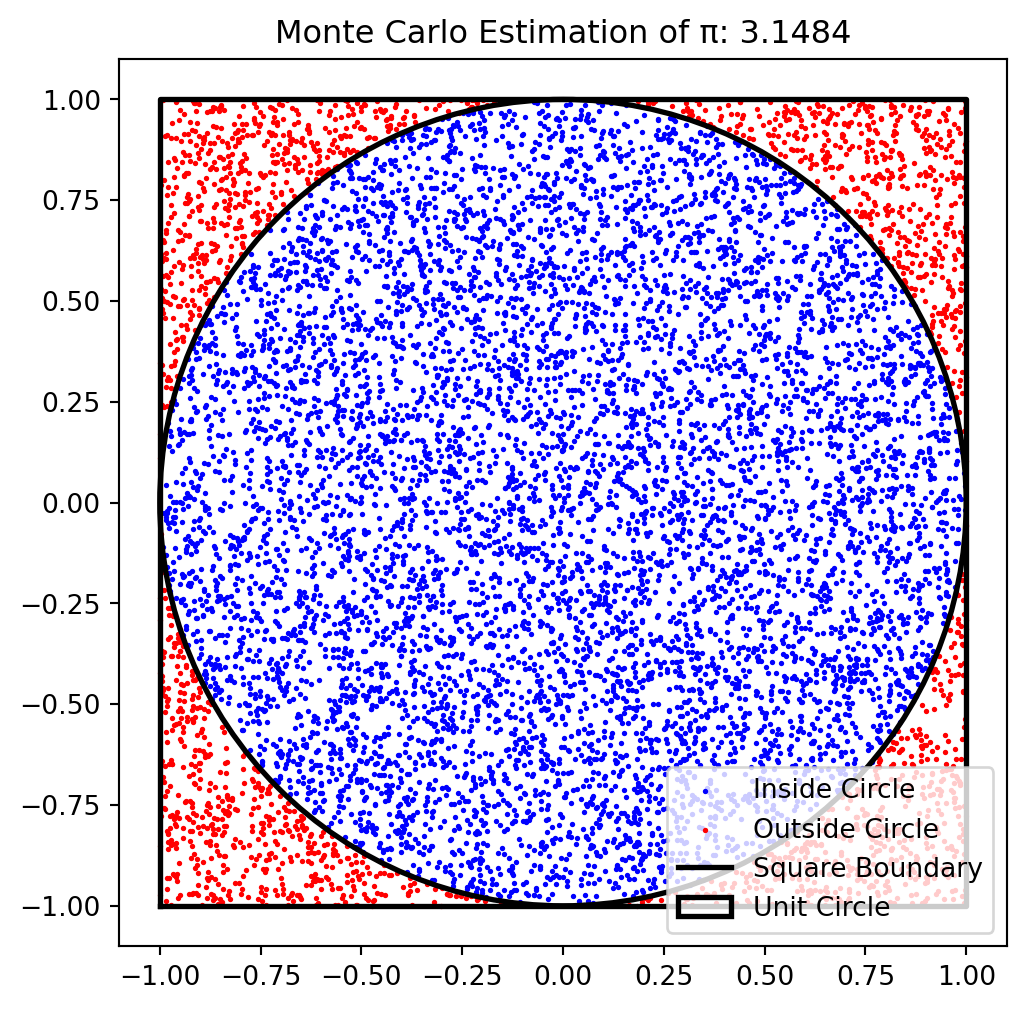 Monte Carlo Estimation of π: 3.1484
1.00
0.75
0.50
0.25
0.00
−0.25
−0.50
−0.75
−1.00
Inside Circle
Outside Circle
Square Boundary
Unit Circle
−1.00 −0.75 −0.50 −0.25 0.00 0.25 0.50 0.75 1.00